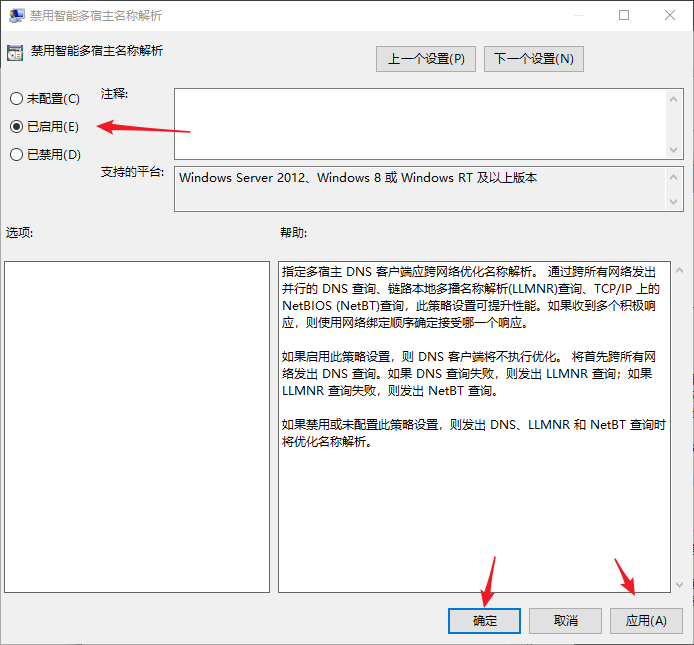 禁用智能多宿主名称解析
禁用智能多宿主名称解析
上一个设置(P)
下一个设置(N)
未配置(C)
注释:
已启用(E)
已禁用(D)
支持的平台:
Windows Server 2012、Windows 8 或 Windows RT 及以上版本
选项:
帮助:
指定多宿主 DNS 客户端应跨网络优化名称解析。 通过跨所有网络发出
并行的 DNS 查询、链路本地多播名称解析(LLMNR)查询、TCP/IP 上的
NetBIOS (NetBT)查询，此策略设置可提升性能。如果收到多个积极响
应，则使用网络绑定顺序确定接受哪一个响应。
如果启用此策略设置，则 DNS 客户端将不执行优化。 将首先跨所有网
络发出 DNS 查询。如果 DNS 查询失败，则发出 LLMNR 查询；如果
LLMNR 查询失败，则发出 NetBT 查询。
如果禁用或未配置此策略设置，则发出 DNS、LLMNR 和 NetBT 查询时
将优化名称解析。
确定
取消
应用(A)